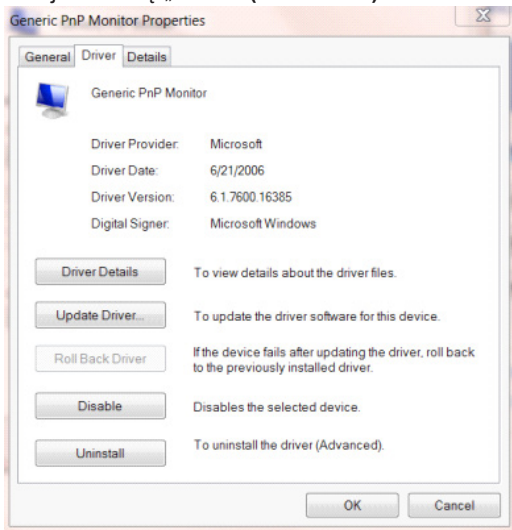 Generic PnP Monitor Properties
General Driver Details
Generic PnP Monitor
Driver Provider: Microsoft
Driver Date: 6/21/2006
Driver Version: 6.1.7600.16385
Digital Signer: Microsoft Windows
Driver Details To view details about the driver files.
Update Driver... To update the driver software for this device.
Roll Back Driver If the device fails after updating the driver, roll back
to the previously installed driver.
Disable Disables the selected device.
Uninstall To uninstall the driver (Advanced).
OK Cancel